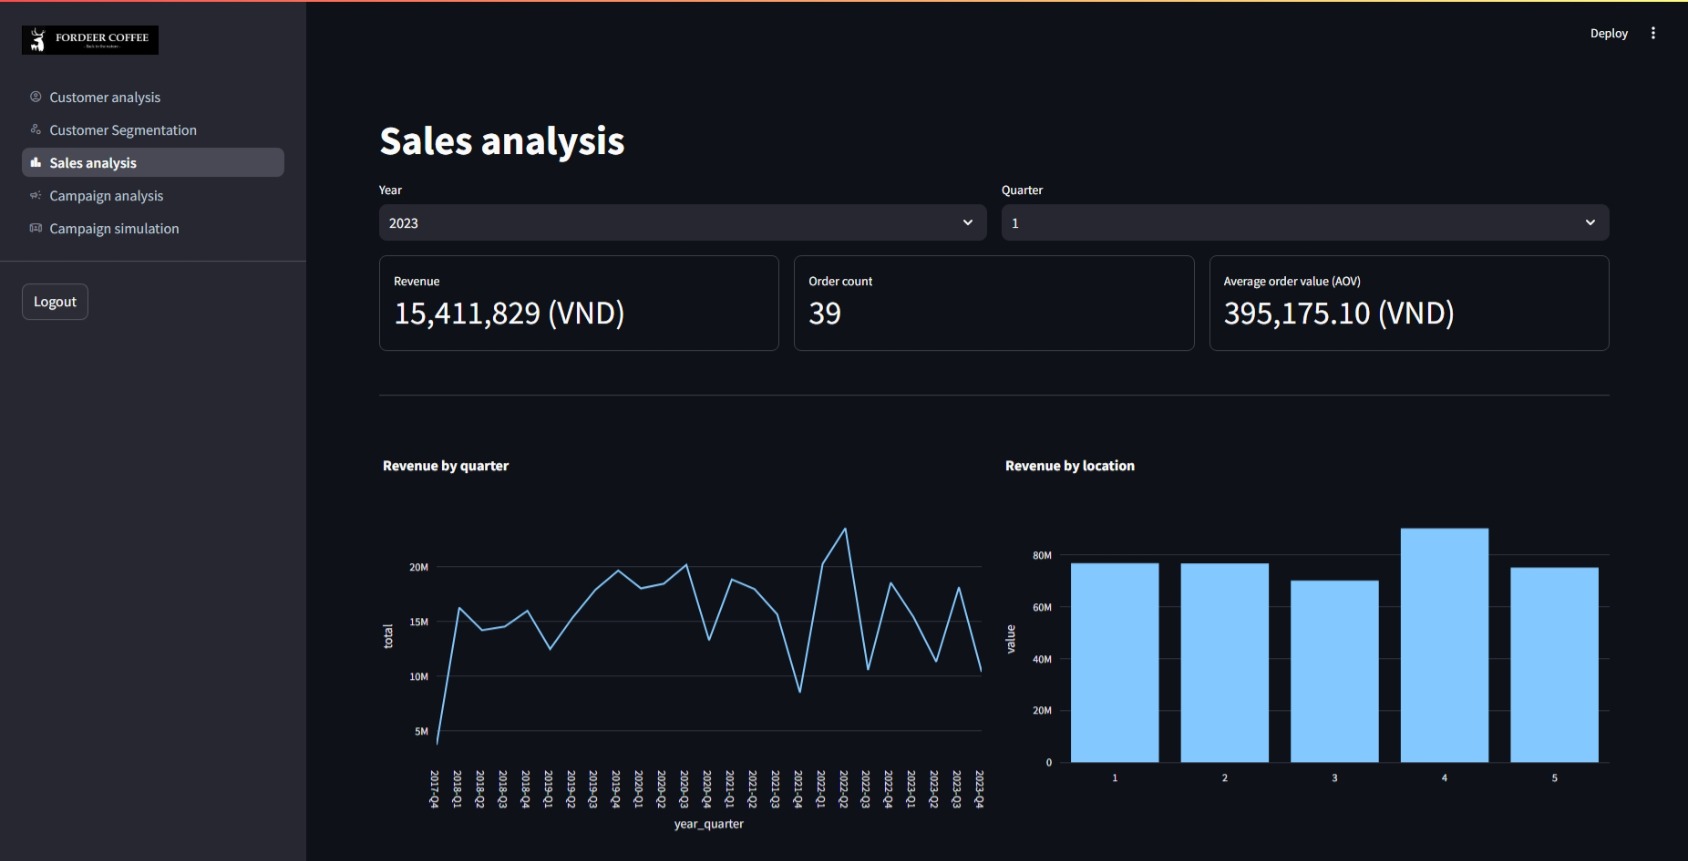 FORDEER COFFEE
Customer analysis
Customer Segmentation
Sales analysis
Campaign analysis
Campaign simulation
Logout
Deploy
Sales analysis
Year
Quarter
2023
1
Revenue
15,411,829 (VND)
Order count
39
Average order value (AOV)
395,175.10 (VND)
Revenue by quarter
20M
15M
10M
5M
total
2017-Q4
2018-Q1
2018-Q2
2018-Q3
2018-Q4
2019-Q1
2019-Q2
2019-Q3
2019-Q4
2020-Q1
2020-Q2
2020-Q3
2020-Q4
2021-Q1
2021-Q2
2021-Q3
2021-Q4
2022-Q1
2022-Q2
2022-Q3
2022-Q4
2023-Q1
2023-Q2
2023-Q3
2023-Q4
year_quarter
Revenue by location
80M
60M
40M
20M
0
value
1
2
3
4
5